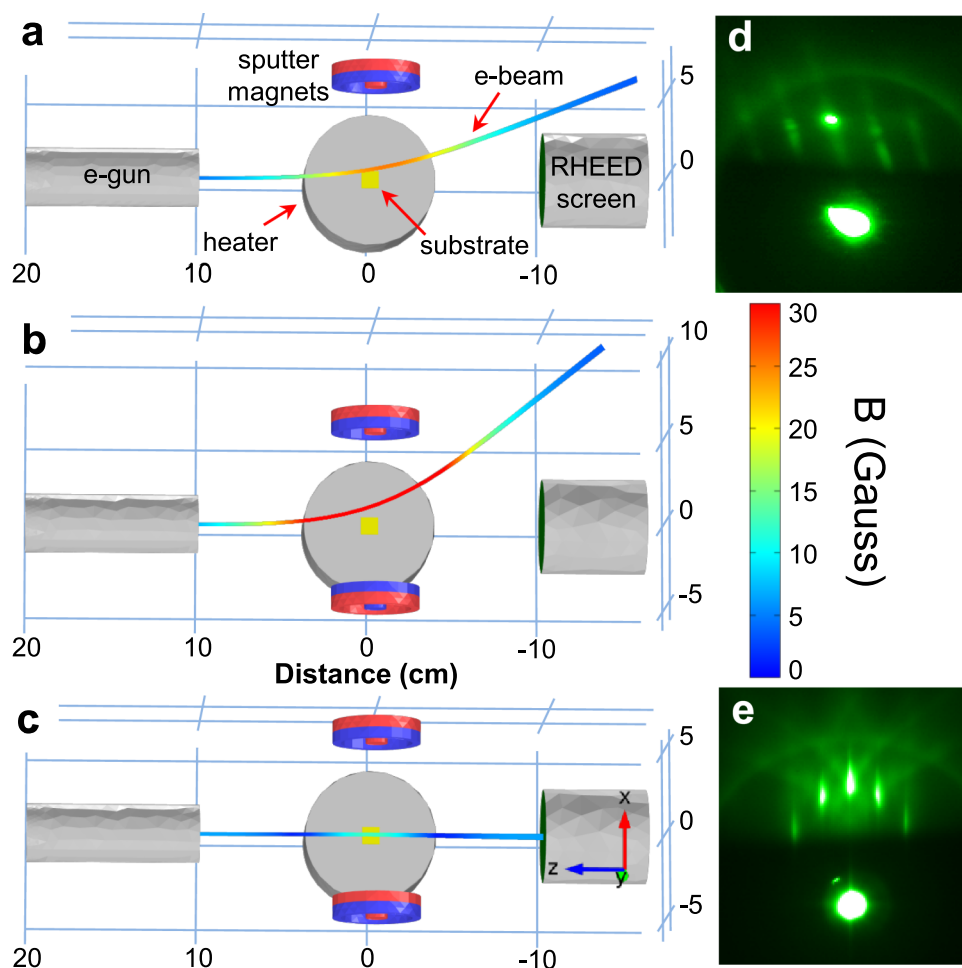 a
sputter
magnets
e-beam
5
e-gun
RHEED
screen
0
heater
substrate
20
10
0
-10
d
b
10
5
0
-5
20
10
0
-10
Distance (cm)
30
25
20
15
10
5
0
B (Gauss)
c
5
x
z
y
0
-5
20
10
0
-10
e